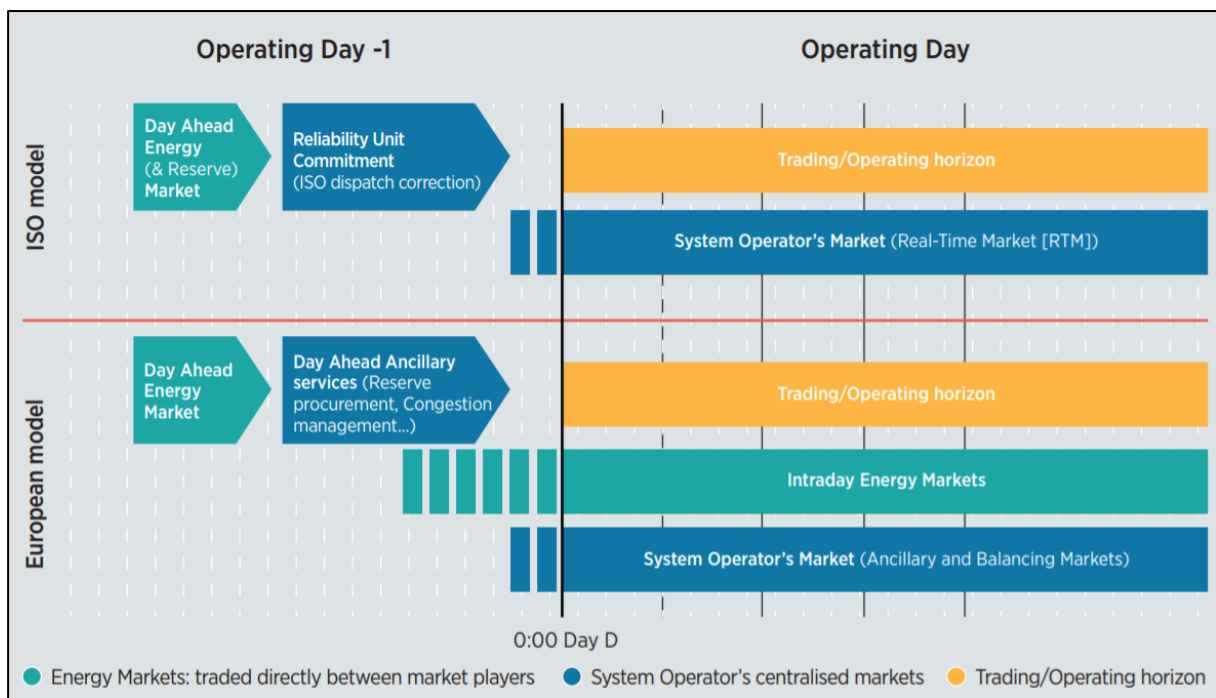 Operating Day -1
Operating Day
ISO model
Day Ahead
Energy
(& Reserve)
Market
Reliability Unit
Commitment
(ISO dispatch correction)
Trading/Operating horizon
System Operator's Market (Real-Time Market [RTM])
European model
Day Ahead
Energy
Market
Day Ahead Ancillary
services (Reserve
procurement, Congestion
management...)
Trading/Operating horizon
Intraday Energy Markets
System Operator's Market (Ancillary and Balancing Markets)
0:00 Day D
Energy Markets: traded directly between market players
System Operator's centralised markets
Trading/Operating horizon